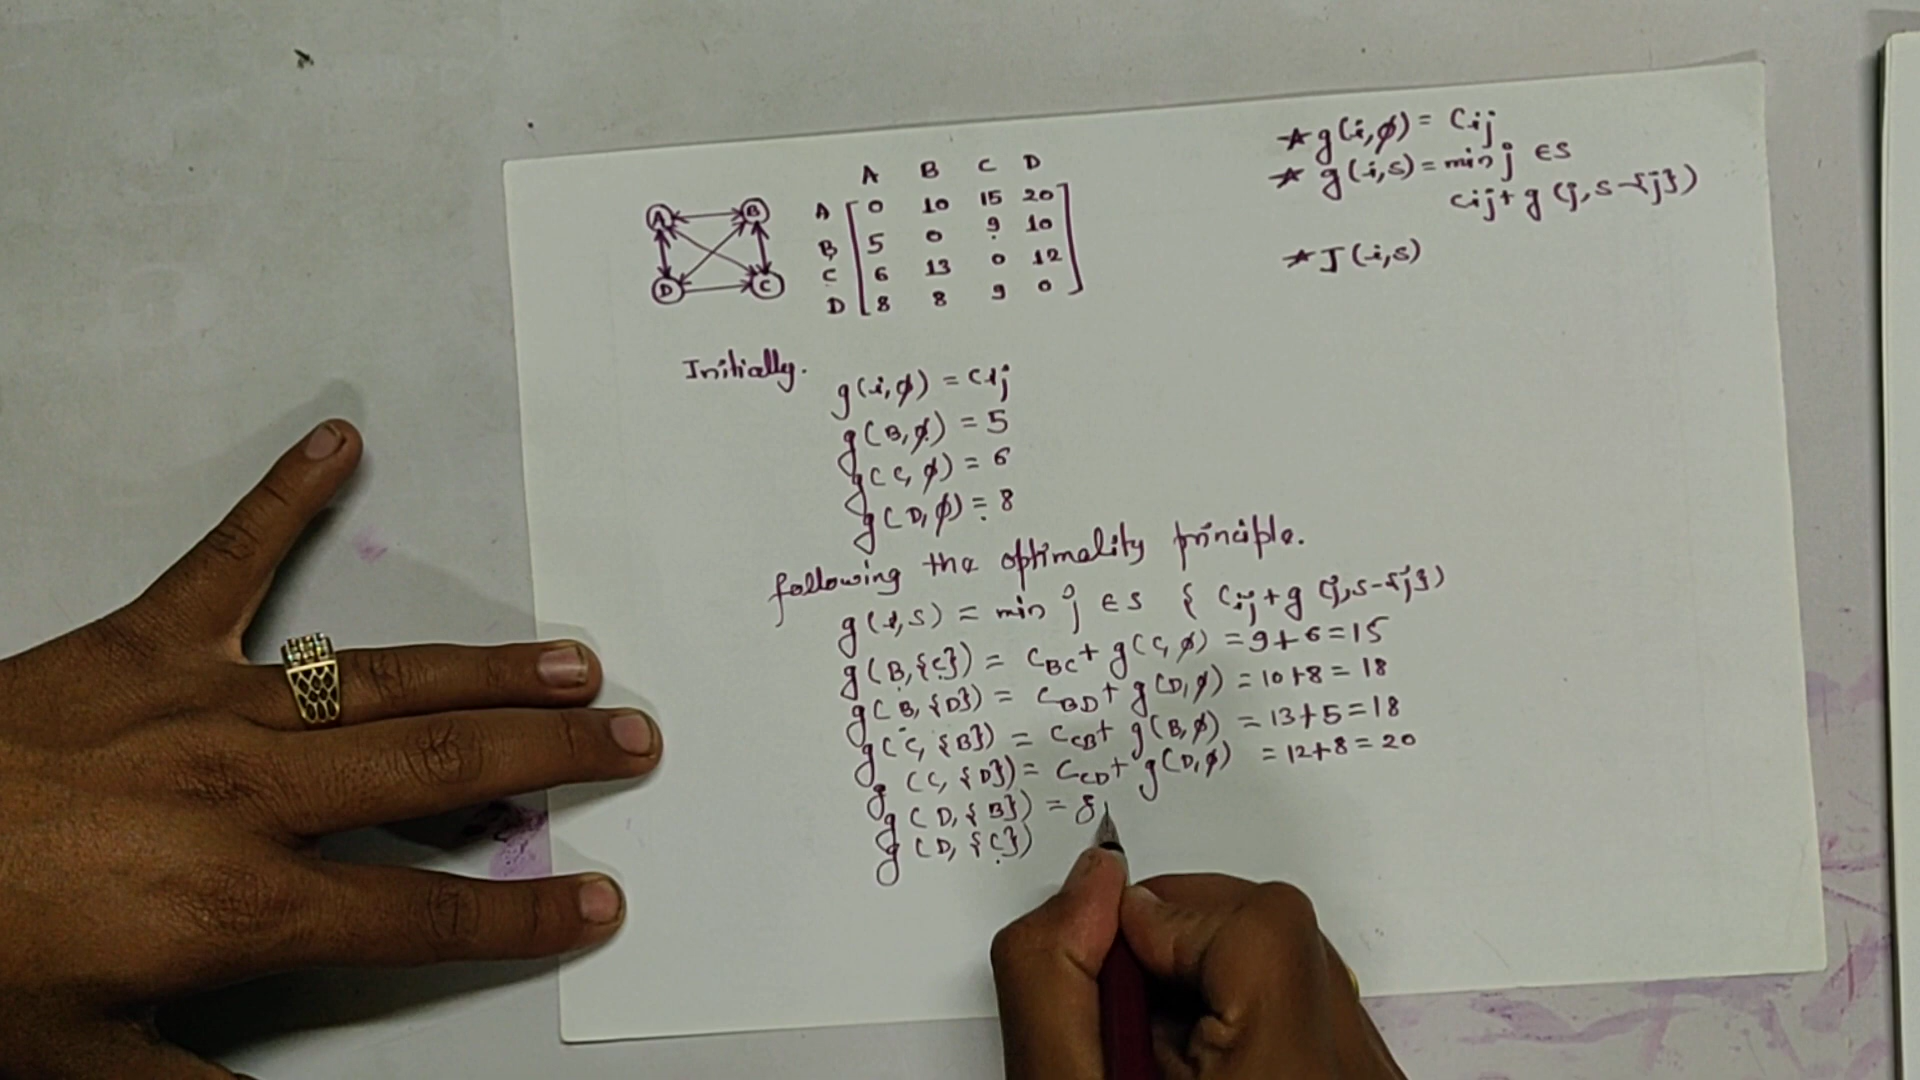 A B C D
A 0 10 15 20
B 5 0 9 10
C 6 13 0 12
D 8 8 9 0
A B
D C
* g(i,ϕ) = Cij
* g(i,s) = min j ∈S
cij + g (j, s-{j})
* J (i,s)
Initially.
g(i,ϕ) = cij
g(B,ϕ) = 5
g(C,ϕ) = 6
g(D,ϕ) = 8
following the optimality principle.
g(i,s) = min j ∈ S { Cij + g (j,s-{j})
g(B,{C}) = CBC + g(C,ϕ) = 9+6 = 15
g(B,{D}) = CBD + g(D,ϕ) = 10+8 = 18
g(C,{B}) = CCB + g(B,ϕ) = 13+5 = 18
g(C,{D}) = CCD + g(D,ϕ) = 12+8 = 20
g(D,{B}) = 8
g(D,{C})